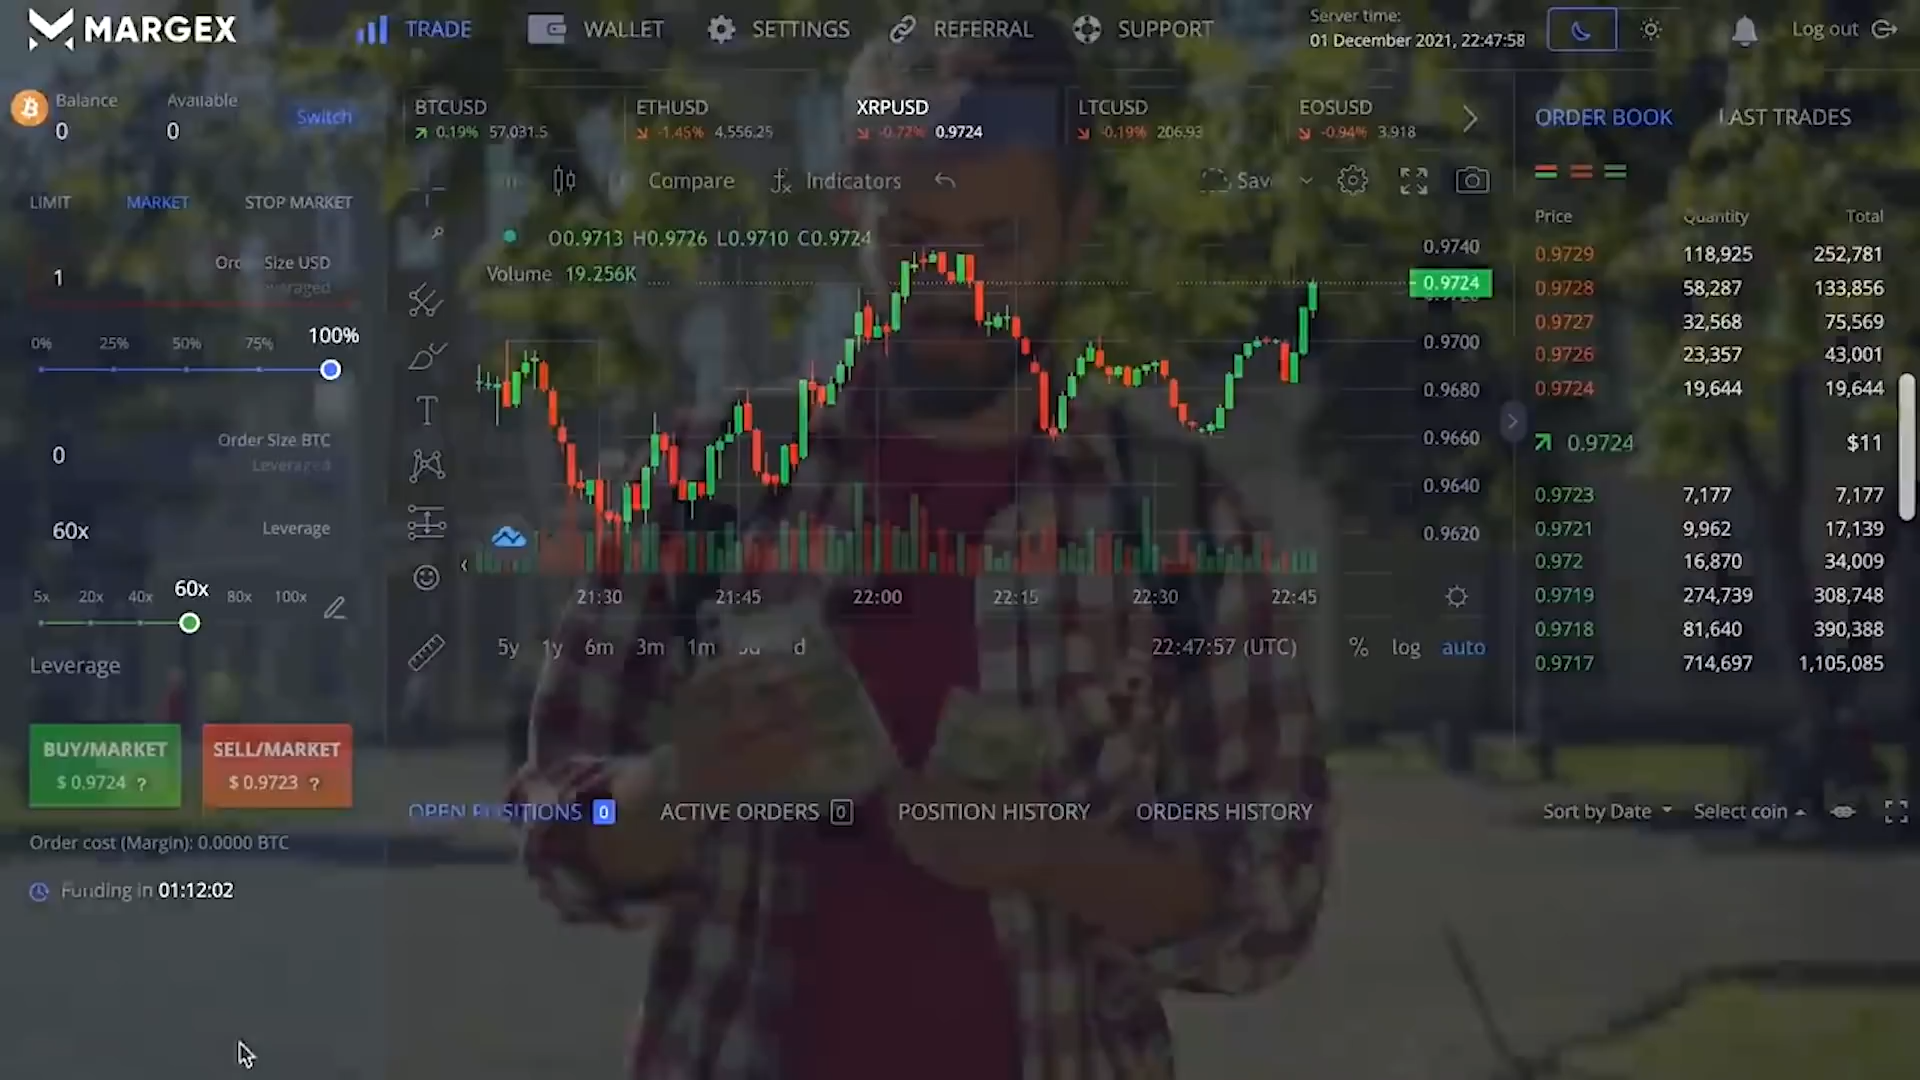 MARGEX
TRADE
WALLET
SETTINGS
REFERRAL
SUPPORT
Server time:
01 December 2021, 22:47:58
Log out
Balance
0
Available
0
Switch
BTCUSD
0.19% 57,031.5
ETHUSD
-1.45% 4,556.25
XRPUSD
-0.72% 0.9724
LTCUSD
-0.19% 206.93
EOSUSD
-0.94% 3,918
ORDER BOOK
LAST TRADES
LIMIT
MARKET
STOP MARKET
Compare
Indicators
Save
1
Order Size USD
Leveraged
0% 25% 50% 75% 100%
0
Order Size BTC
Leveraged
60x
Leverage
5x 20x 40x 60x 80x 100x
Leverage
BUY/MARKET
$ 0.9724 ?
SELL/MARKET
$ 0.9723 ?
Order cost (Margin): 0.0000 BTC
Funding in 01:12:02
O0.9713 H0.9726 L0.9710 C0.9724
Volume 19.256K
0.9740
0.9724
0.9700
0.9680
0.9660
0.9640
0.9620
21:30 21:45 22:00 22:15 22:30 22:45
5y 1y 6m 3m 1m 5d d
22:47:57 (UTC)
% log auto
Price Quantity Total
0.9729 118,925 252,781
0.9728 58,287 133,856
0.9727 32,568 75,569
0.9726 23,357 43,001
0.9724 19,644 19,644
0.9724 $11
0.9723 7,177 7,177
0.9721 9,962 17,139
0.972 16,870 34,009
0.9719 274,739 308,748
0.9718 81,640 390,388
0.9717 714,697 1,105,085
OPEN POSITIONS 0
ACTIVE ORDERS 0
POSITION HISTORY
ORDERS HISTORY
Sort by Date
Select coin